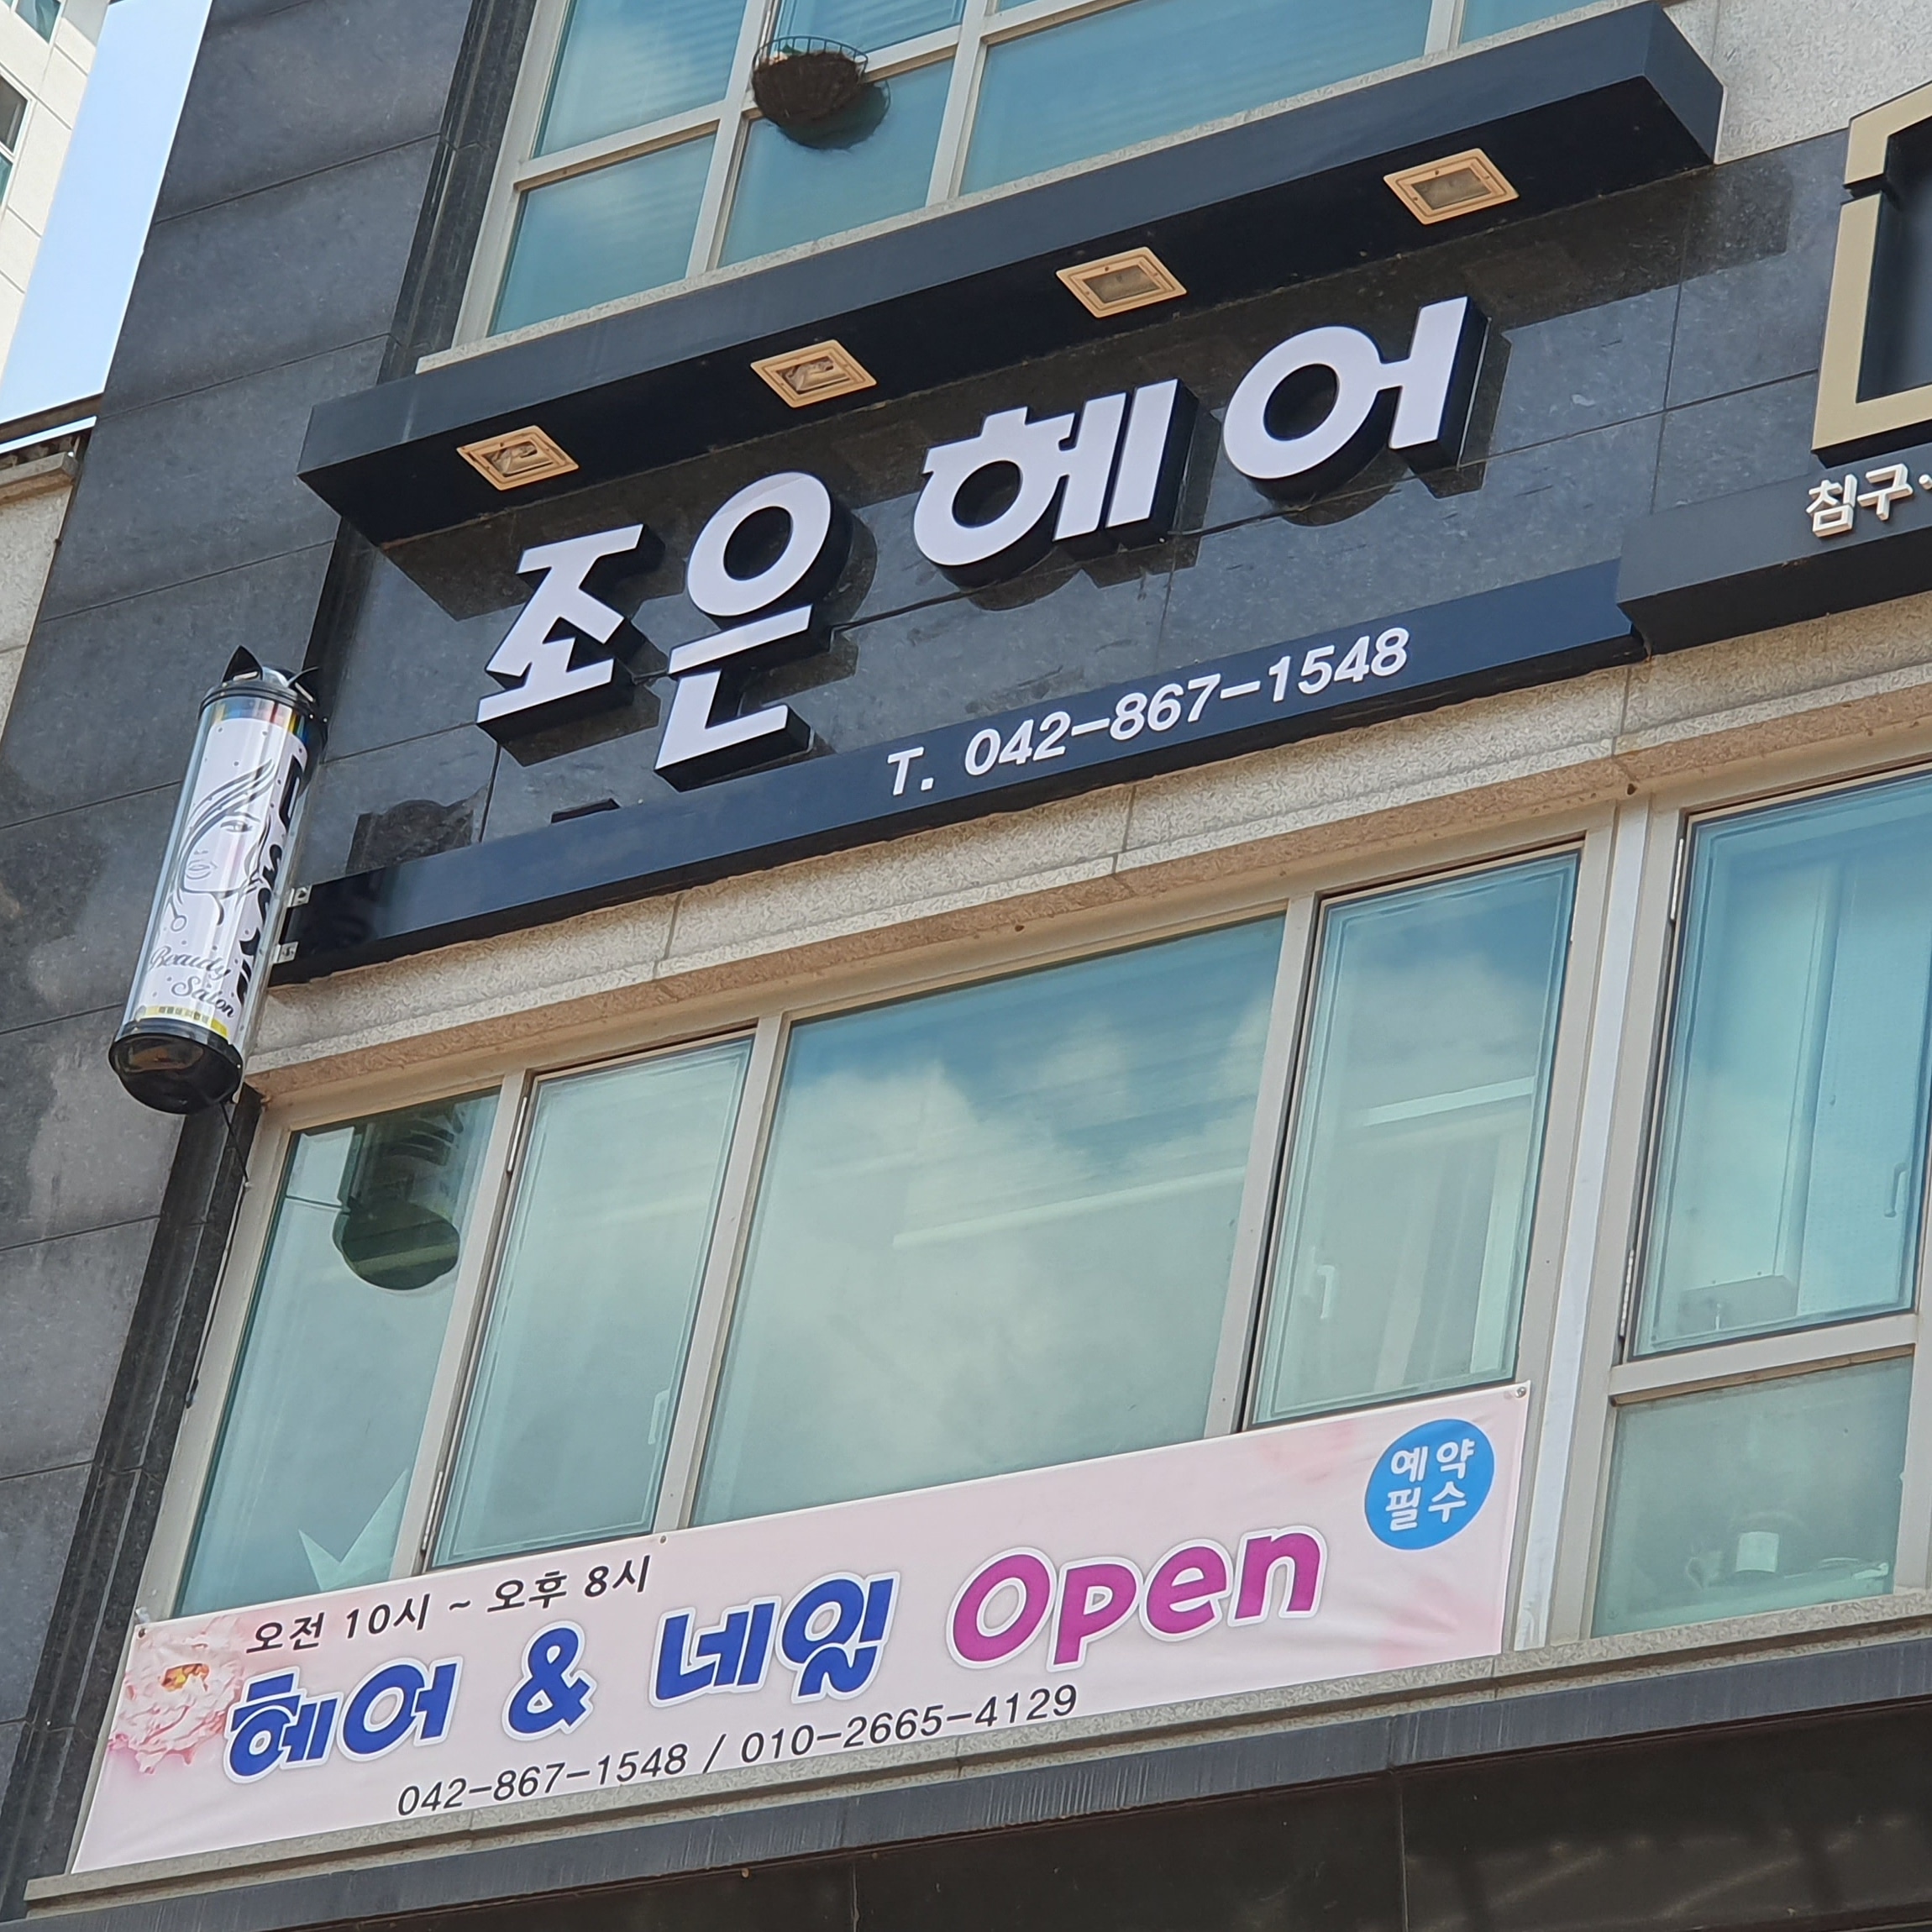 조은헤어
T. 042-867-1548
침구·
Beauty
Salon
예약
필수
오전 10시 ~ 오후 8시
헤어 & 네일 Open
042-867-1548 / 010-2665-4129